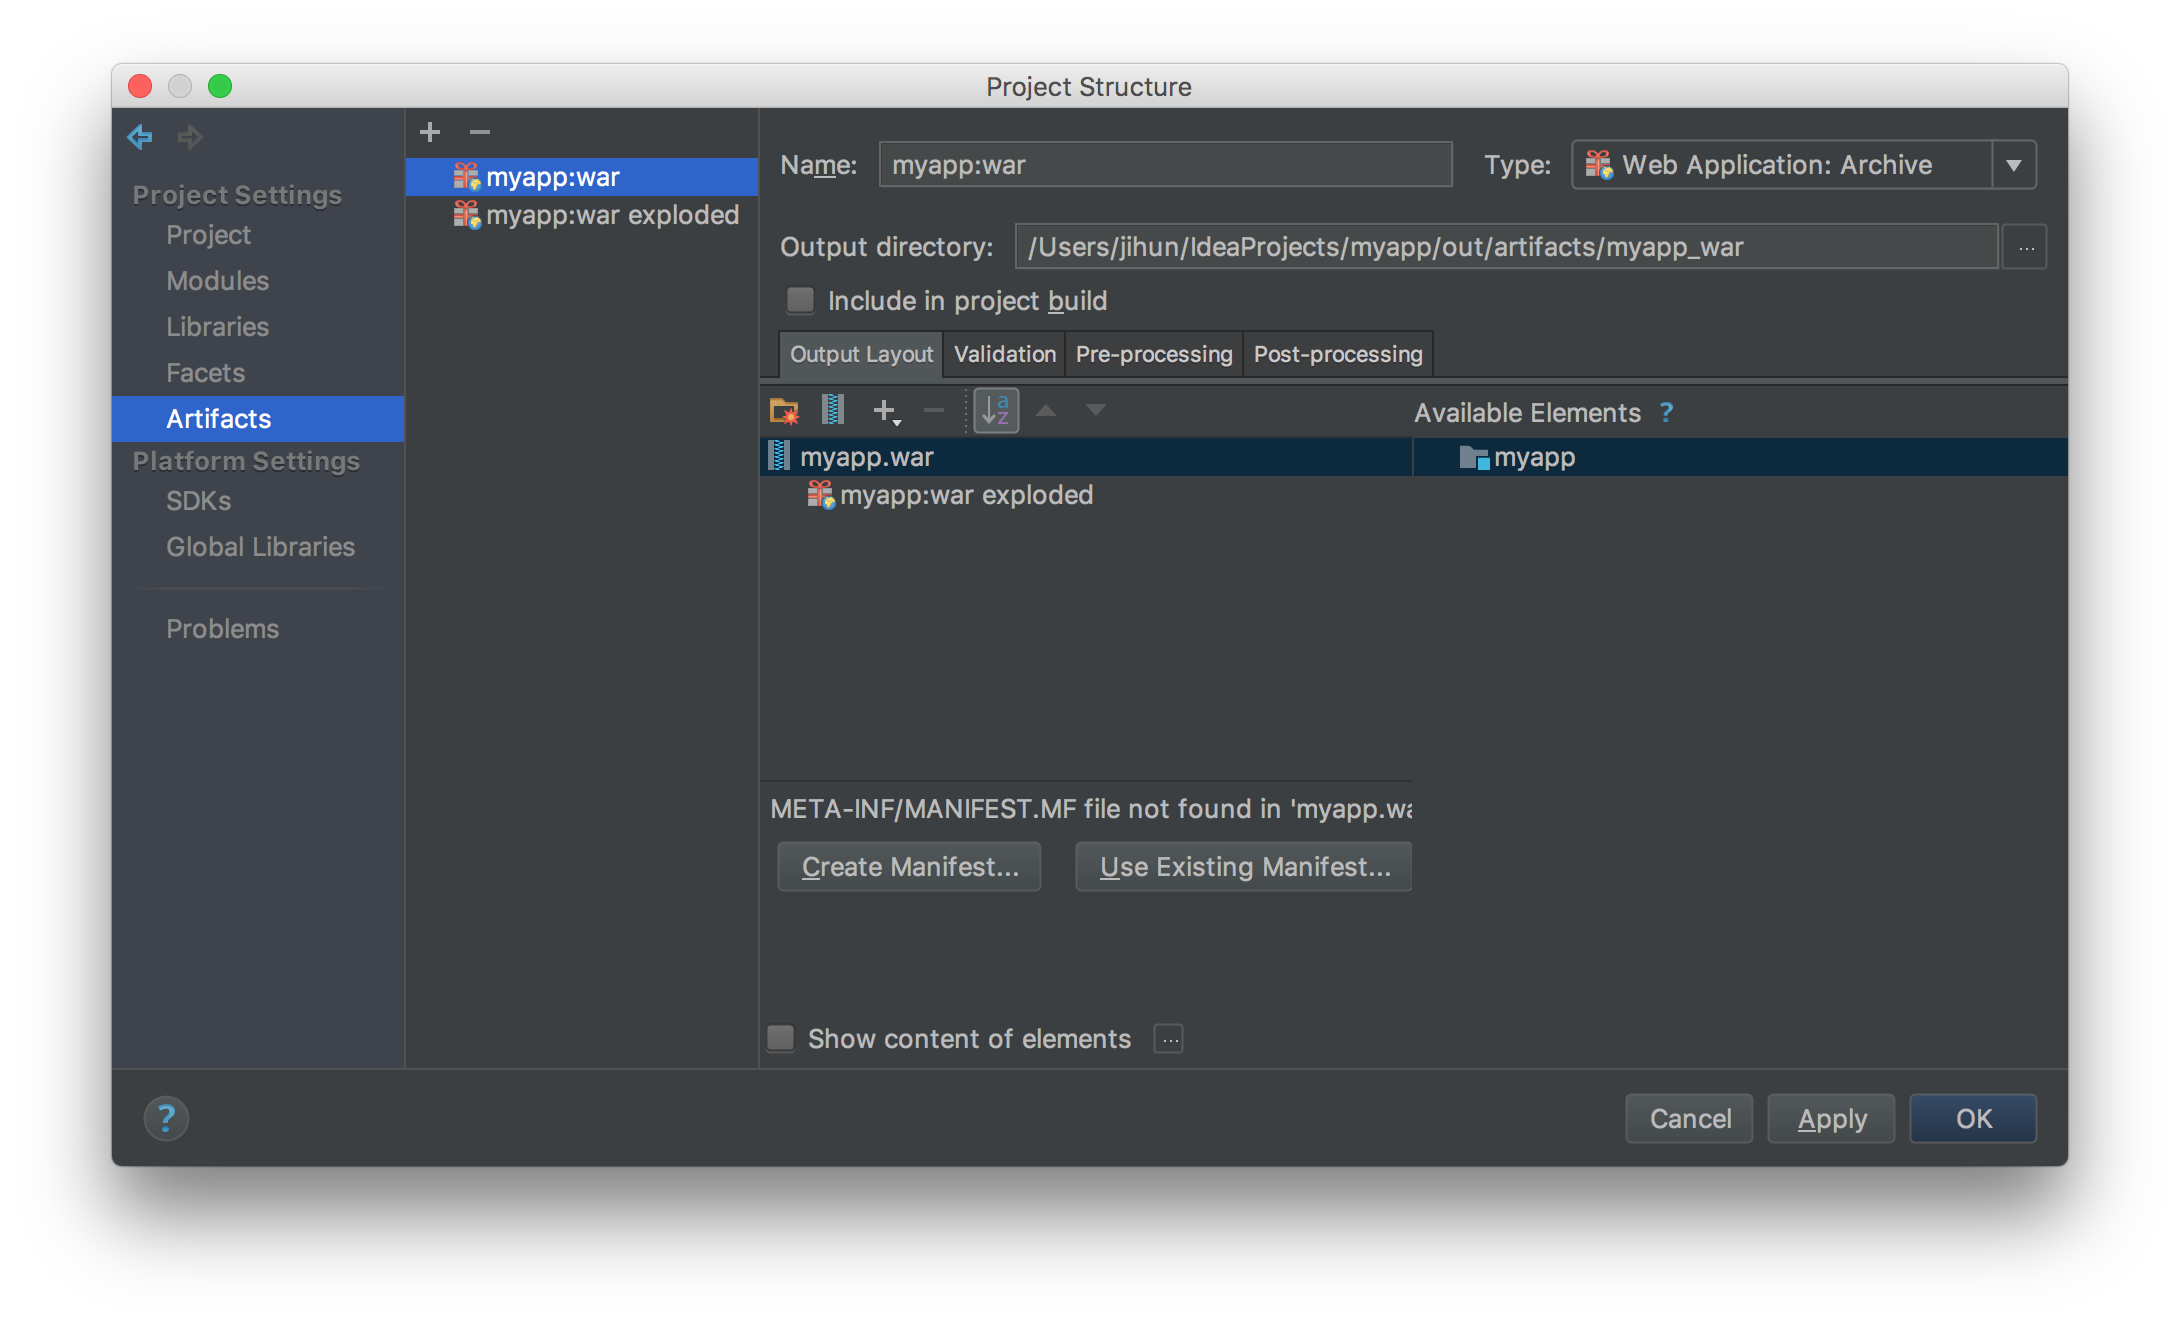 Project Structure
Project Settings
Project
Modules
Libraries
Facets
Artifacts
Platform Settings
SDKs
Global Libraries
Problems
myapp:war
myapp:war exploded
Name: myapp:war Type: Web Application: Archive
Output directory: /Users/jihun/IdeaProjects/myapp/out/artifacts/myapp_war ...
Include in project build
Output Layout Validation Pre-processing Post-processing
a z Available Elements ?
myapp.war myapp
myapp:war exploded
META-INF/MANIFEST.MF file not found in 'myapp.wa
Create Manifest... Use Existing Manifest...
Show content of elements ...
? Cancel Apply OK